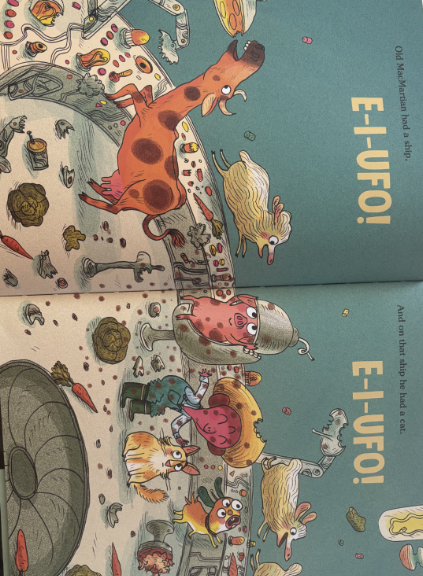 Old MacMartian had a ship,
E-I-UFO!
And on that ship he had a cat.
E-I-UFO!